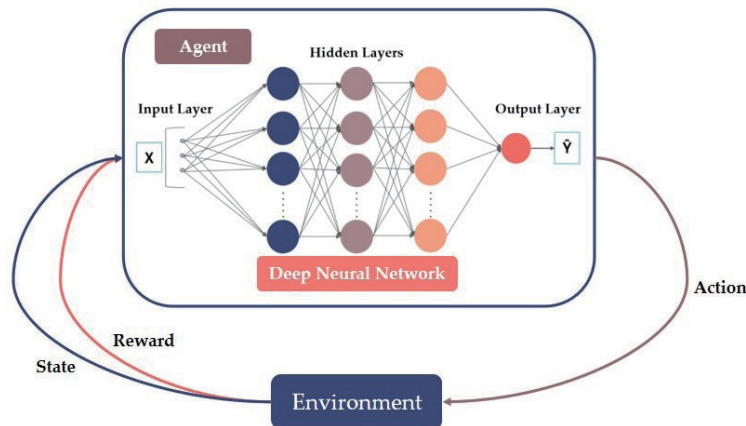 Agent
Hidden Layers
Input Layer
Output Layer
X
Ŷ
Deep Neural Network
Action
Reward
State
Environment